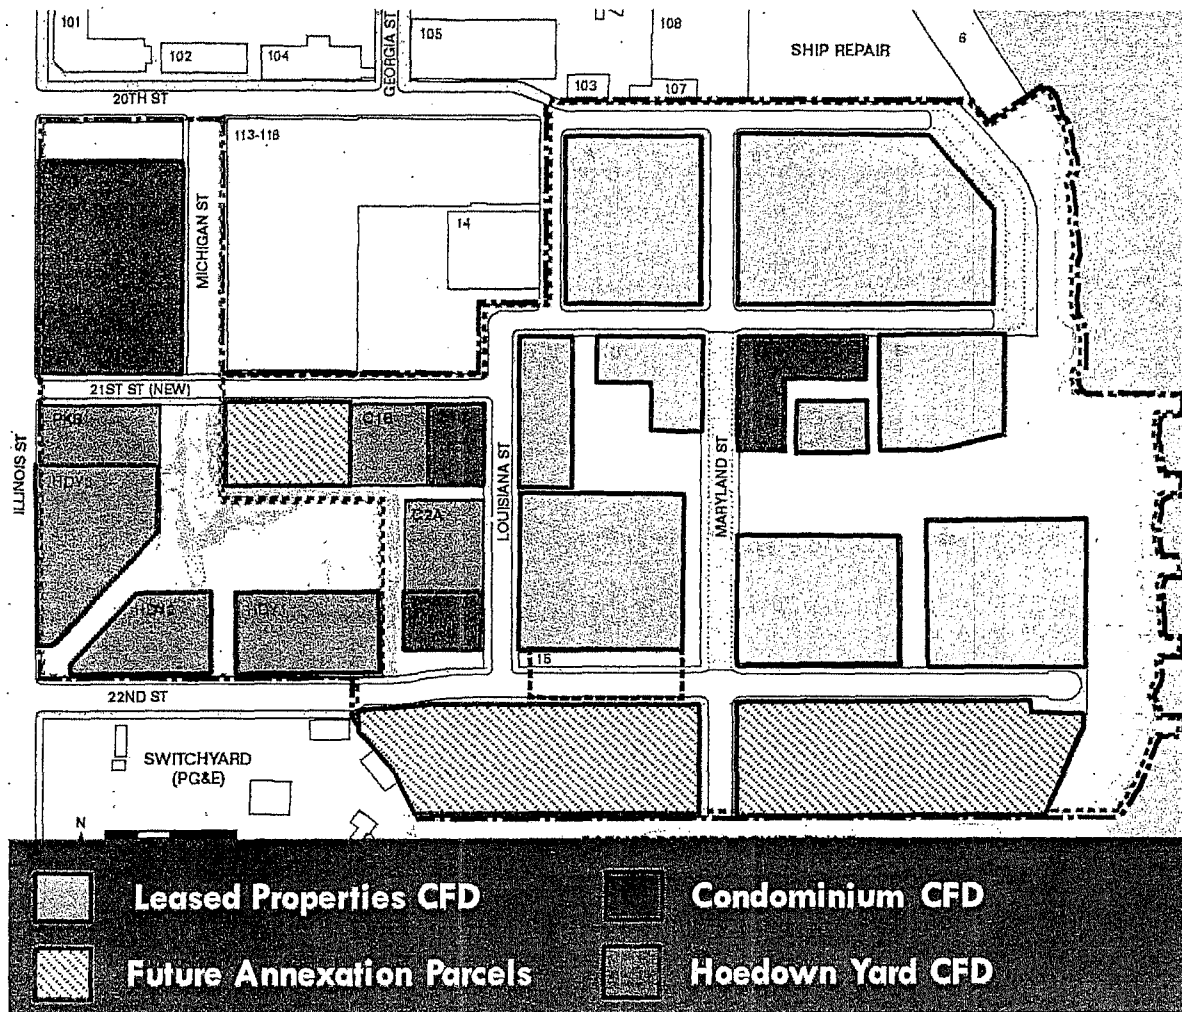 101
102
104
GEORGIA ST
105
103
108
107
SHIP REPAIR
6
20TH ST
113-116
14
MICHIGAN ST
21ST ST (NEW)
ILLINOIS ST
PKS
C1B
LOUISIANA ST
MARYLAND ST
C2A
15
22ND ST
SWITCHYARD
(PG&E)
N
Leased Properties CFD
Condominium CFD
Future Annexation Parcels
Hoedown Yard CFD